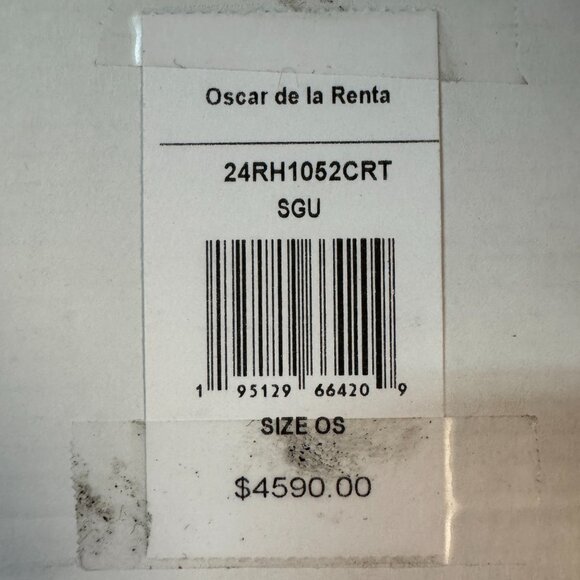 Oscar de la Renta
24RH1052CRT
SGU
1 95129 66420 9
SIZE OS
$4590.00